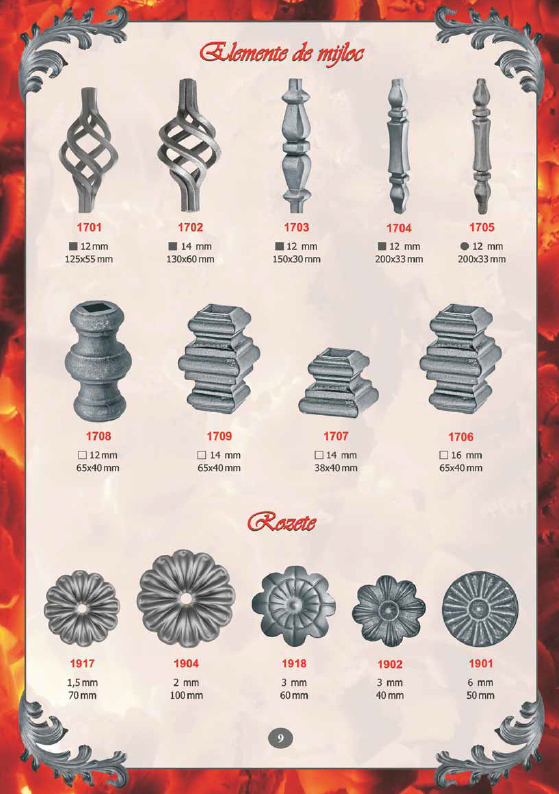 Elemente de mijloc
1701 1702 1703 1704 1705
12 mm 14 mm 12 mm 12 mm 12 mm
125x55 mm 130x60 mm 150x30 mm 200x33 mm 200x33 mm
1708 1709 1707 1706
12 mm 14 mm 14 mm 16 mm
65x40 mm 65x40 mm 38x40 mm 65x40 mm
Rozete
1917 1904 1918 1902 1901
1,5 mm 2 mm 3 mm 3 mm 6 mm
70 mm 100 mm 60 mm 40 mm 50 mm
9